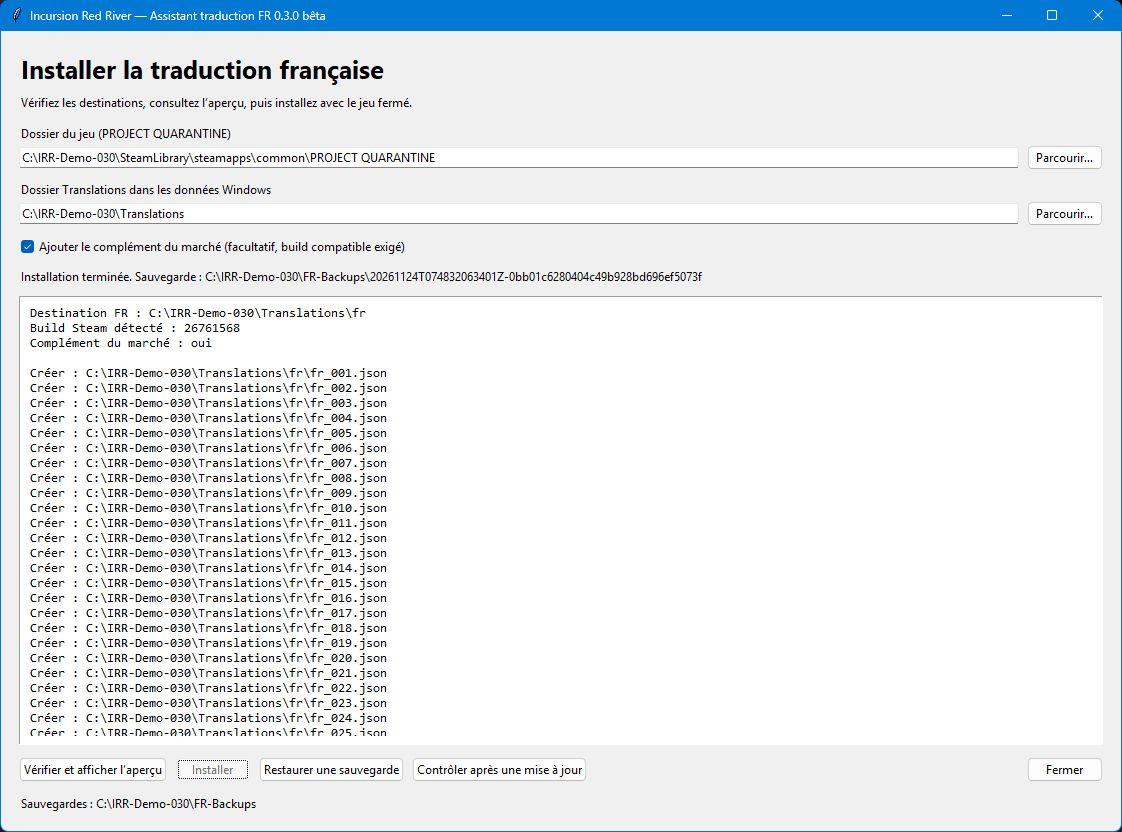 Incursion Red River — Assistant traduction FR 0.3.0 bêta
Installer la traduction française
Vérifiez les destinations, consultez l’aperçu, puis installez avec le jeu fermé.
Dossier du jeu (PROJECT QUARANTINE)
C:\IRR-Demo-030\SteamLibrary\steamapps\common\PROJECT QUARANTINE
Parcourir...
Dossier Translations dans les données Windows
C:\IRR-Demo-030\Translations
Parcourir...
Ajouter le complément du marché (facultatif, build compatible exigé)
Installation terminée. Sauvegarde : C:\IRR-Demo-030\FR-Backups\20261124T074832063401Z-0bb01c6280404c49b928bd696ef5073f
Destination FR : C:\IRR-Demo-030\Translations\fr
Build Steam détecté : 26761568
Complément du marché : oui
Créer : C:\IRR-Demo-030\Translations\fr\fr_001.json
Créer : C:\IRR-Demo-030\Translations\fr\fr_002.json
Créer : C:\IRR-Demo-030\Translations\fr\fr_003.json
Créer : C:\IRR-Demo-030\Translations\fr\fr_004.json
Créer : C:\IRR-Demo-030\Translations\fr\fr_005.json
Créer : C:\IRR-Demo-030\Translations\fr\fr_006.json
Créer : C:\IRR-Demo-030\Translations\fr\fr_007.json
Créer : C:\IRR-Demo-030\Translations\fr\fr_008.json
Créer : C:\IRR-Demo-030\Translations\fr\fr_009.json
Créer : C:\IRR-Demo-030\Translations\fr\fr_010.json
Créer : C:\IRR-Demo-030\Translations\fr\fr_011.json
Créer : C:\IRR-Demo-030\Translations\fr\fr_012.json
Créer : C:\IRR-Demo-030\Translations\fr\fr_013.json
Créer : C:\IRR-Demo-030\Translations\fr\fr_014.json
Créer : C:\IRR-Demo-030\Translations\fr\fr_015.json
Créer : C:\IRR-Demo-030\Translations\fr\fr_016.json
Créer : C:\IRR-Demo-030\Translations\fr\fr_017.json
Créer : C:\IRR-Demo-030\Translations\fr\fr_018.json
Créer : C:\IRR-Demo-030\Translations\fr\fr_019.json
Créer : C:\IRR-Demo-030\Translations\fr\fr_020.json
Créer : C:\IRR-Demo-030\Translations\fr\fr_021.json
Créer : C:\IRR-Demo-030\Translations\fr\fr_022.json
Créer : C:\IRR-Demo-030\Translations\fr\fr_023.json
Créer : C:\IRR-Demo-030\Translations\fr\fr_024.json
Créer : C:\IRR-Demo-030\Translations\fr\fr_025.json
Vérifier et afficher l’aperçu
Installer
Restaurer une sauvegarde
Contrôler après une mise à jour
Fermer
Sauvegardes : C:\IRR-Demo-030\FR-Backups